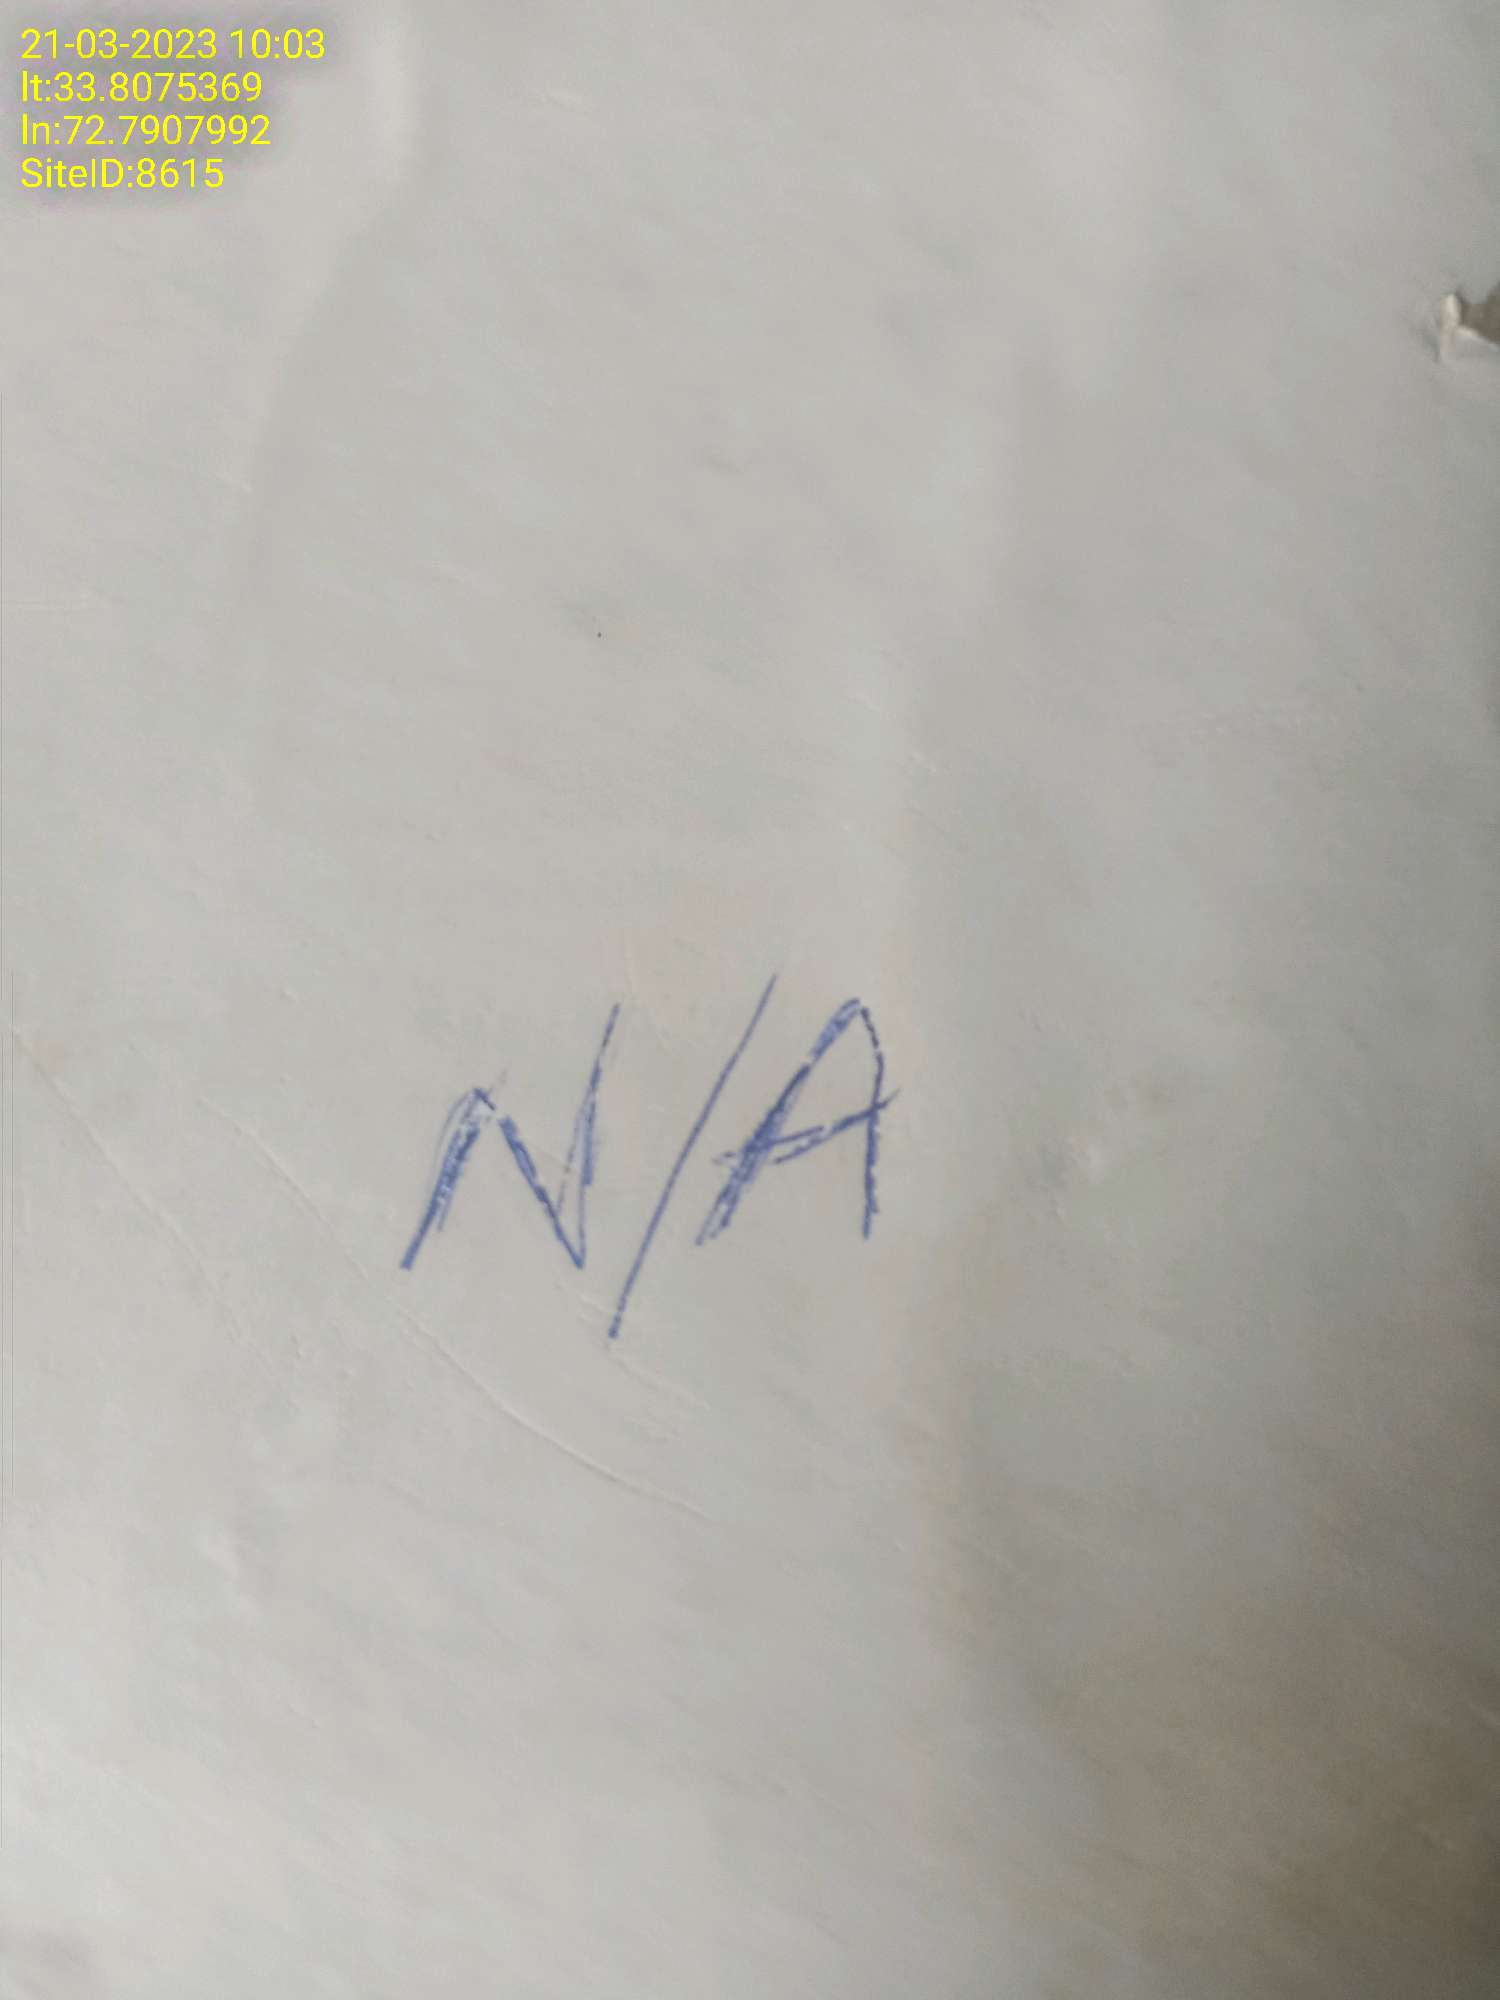 21-03-2023 10:03
lt:33.8075369
ln:72.7907992
SiteID:8615
N/A